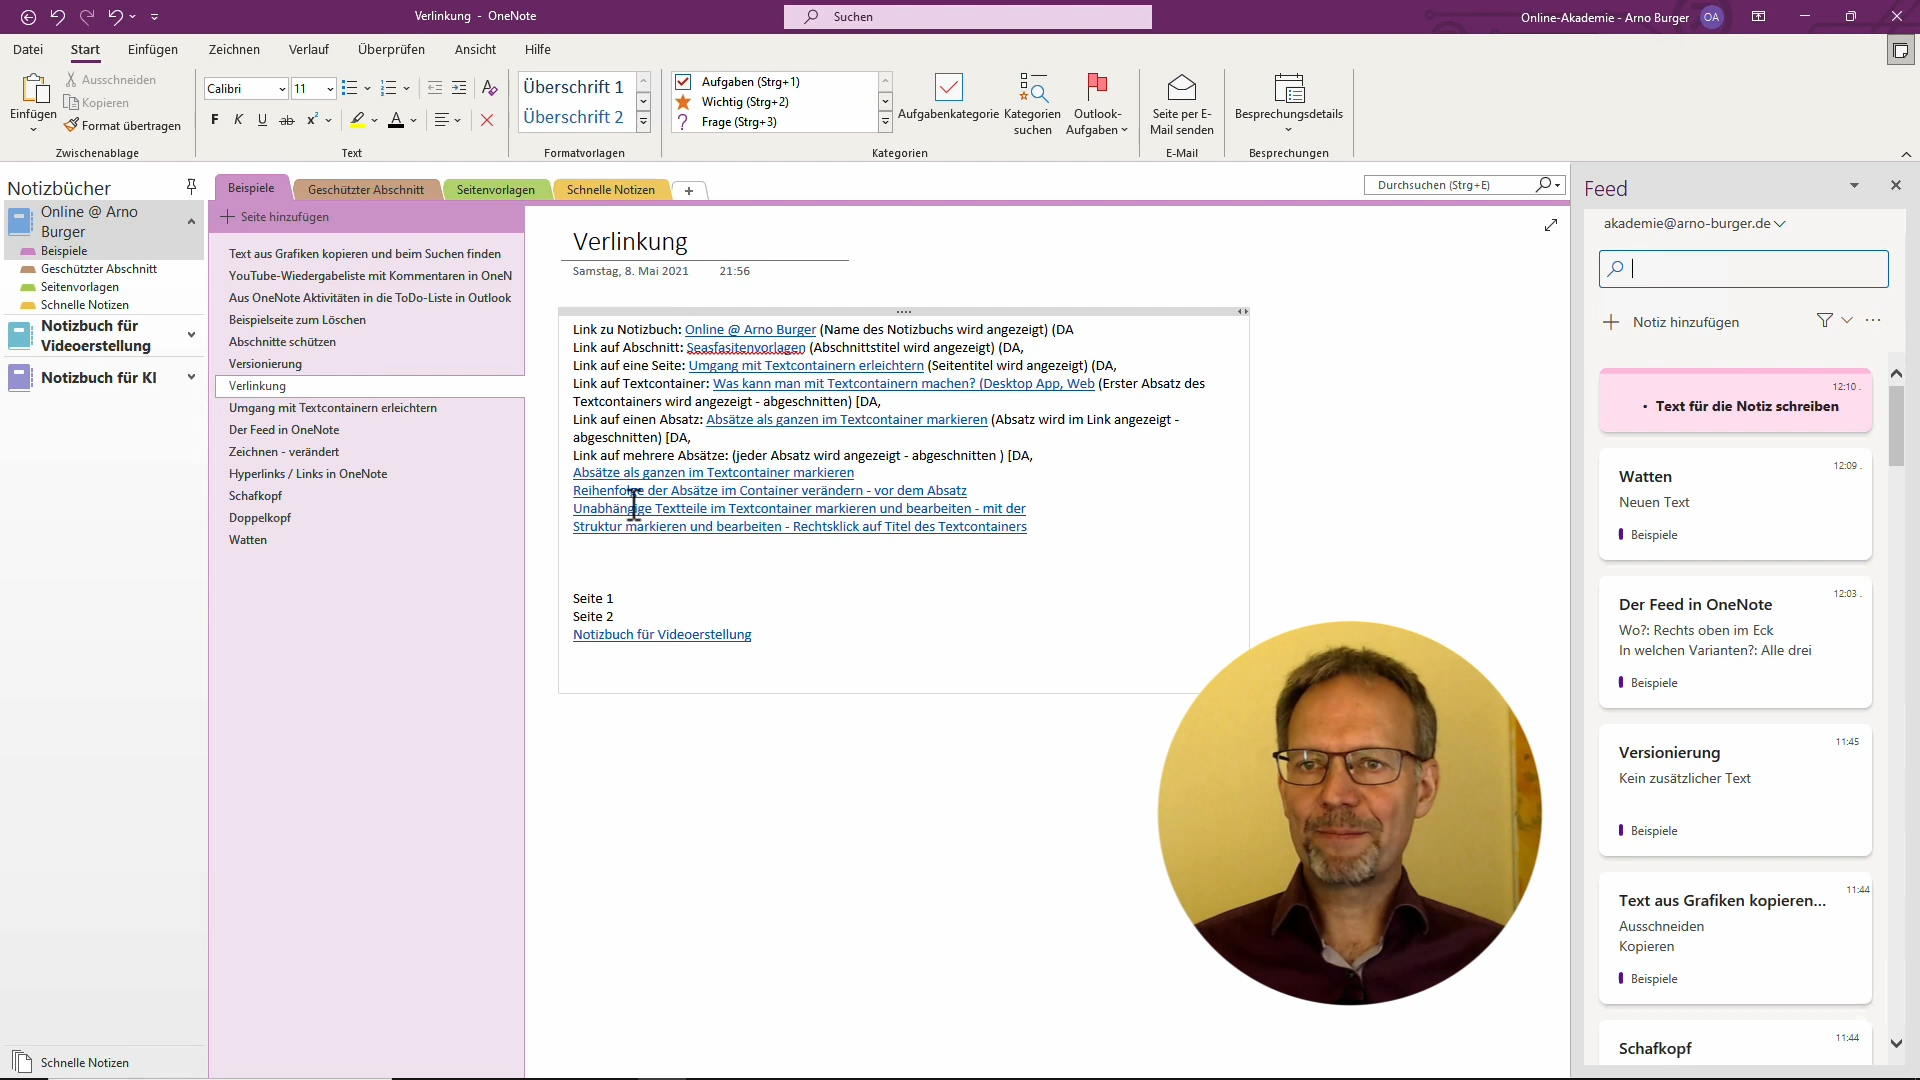 Verlinkung - OneNote
Suchen
Online-Akademie - Arno Burger OA
Datei Start Einfügen Zeichnen Verlauf Überprüfen Ansicht Hilfe
Einfügen
Ausschneiden
Kopieren
Format übertragen
Zwischenablage
Calibri 11
F K U ab x² A
Text
Überschrift 1
Überschrift 2
Formatvorlagen
Aufgaben (Strg+1)
Wichtig (Strg+2)
Frage (Strg+3)
Aufgabenkategorie
Kategorien suchen
Outlook-Aufgaben
Kategorien
Seite per E-Mail senden
E-Mail
Besprechungsdetails
Besprechungen
Notizbücher
Online @ Arno Burger
Beispiele
Geschützter Abschnitt
Seitenvorlagen
Schnelle Notizen
Notizbuch für Videoerstellung
Notizbuch für KI
Schnelle Notizen
Beispiele Geschützter Abschnitt Seitenvorlagen Schnelle Notizen +
Durchsuchen (Strg+E)
Seite hinzufügen
Text aus Grafiken kopieren und beim Suchen finden
YouTube-Wiedergabeliste mit Kommentaren in OneN
Aus OneNote Aktivitäten in die ToDo-Liste in Outlook
Beispielseite zum Löschen
Abschnitte schützen
Versionierung
Verlinkung
Umgang mit Textcontainern erleichtern
Der Feed in OneNote
Zeichnen - verändert
Hyperlinks / Links in OneNote
Schafkopf
Doppelkopf
Watten
Verlinkung
Samstag, 8. Mai 2021 21:56
Link zu Notizbuch: Online @ Arno Burger (Name des Notizbuchs wird angezeigt) (DA
Link auf Abschnitt: Seasfasitenvorlagen (Abschnittstitel wird angezeigt) (DA,
Link auf eine Seite: Umgang mit Textcontainern erleichtern (Seitentitel wird angezeigt) (DA,
Link auf Textcontainer: Was kann man mit Textcontainern machen? (Desktop App, Web (Erster Absatz des
Textcontainers wird angezeigt - abgeschnitten) [DA,
Link auf einen Absatz: Absätze als ganzen im Textcontainer markieren (Absatz wird im Link angezeigt -
abgeschnitten) [DA,
Link auf mehrere Absätze: (jeder Absatz wird angezeigt - abgeschnitten ) [DA,
Absätze als ganzen im Textcontainer markieren
Reihenfolge der Absätze im Container verändern - vor dem Absatz
Unabhängige Textteile im Textcontainer markieren und bearbeiten - mit der
Struktur markieren und bearbeiten - Rechtsklick auf Titel des Textcontainers
Seite 1
Seite 2
Notizbuch für Videoerstellung
Feed
akademie@arno-burger.de
Notiz hinzufügen
12:10 .
• Text für die Notiz schreiben
12:09 .
Watten
Neuen Text
Beispiele
12:03 .
Der Feed in OneNote
Wo?: Rechts oben im Eck
In welchen Varianten?: Alle drei
Beispiele
11:45
Versionierung
Kein zusätzlicher Text
Beispiele
11:44
Text aus Grafiken kopieren...
Ausschneiden
Kopieren
Beispiele
11:44
Schafkopf